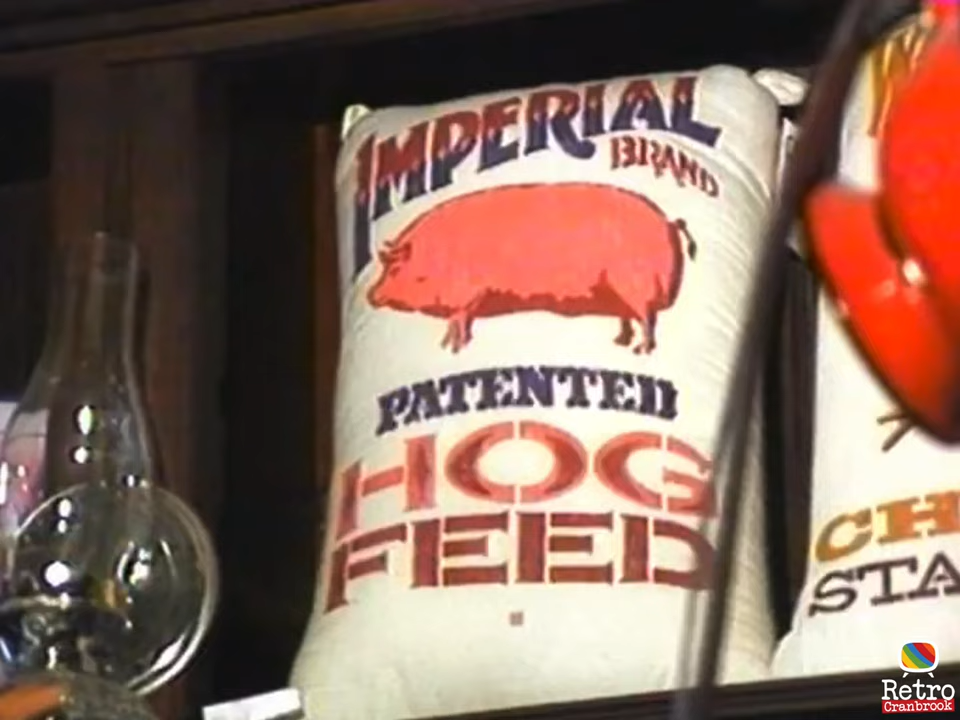 IMPERIAL
BRAND
PATENTED
HOG
FEED
CH
STA
Retro
Cranbrook